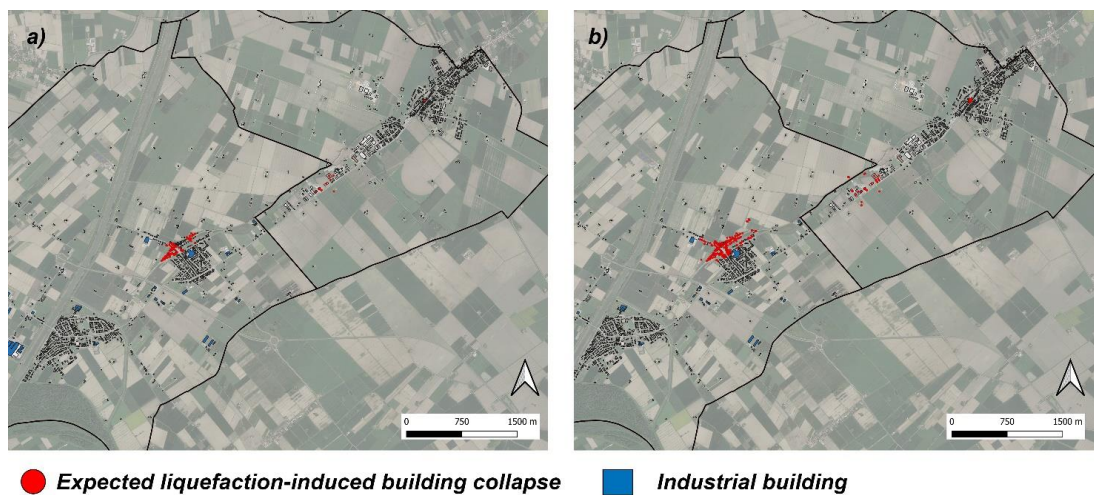 a)
b)
0 750 1500 m
0 750 1500 m
Expected liquefaction-induced building collapse
Industrial building